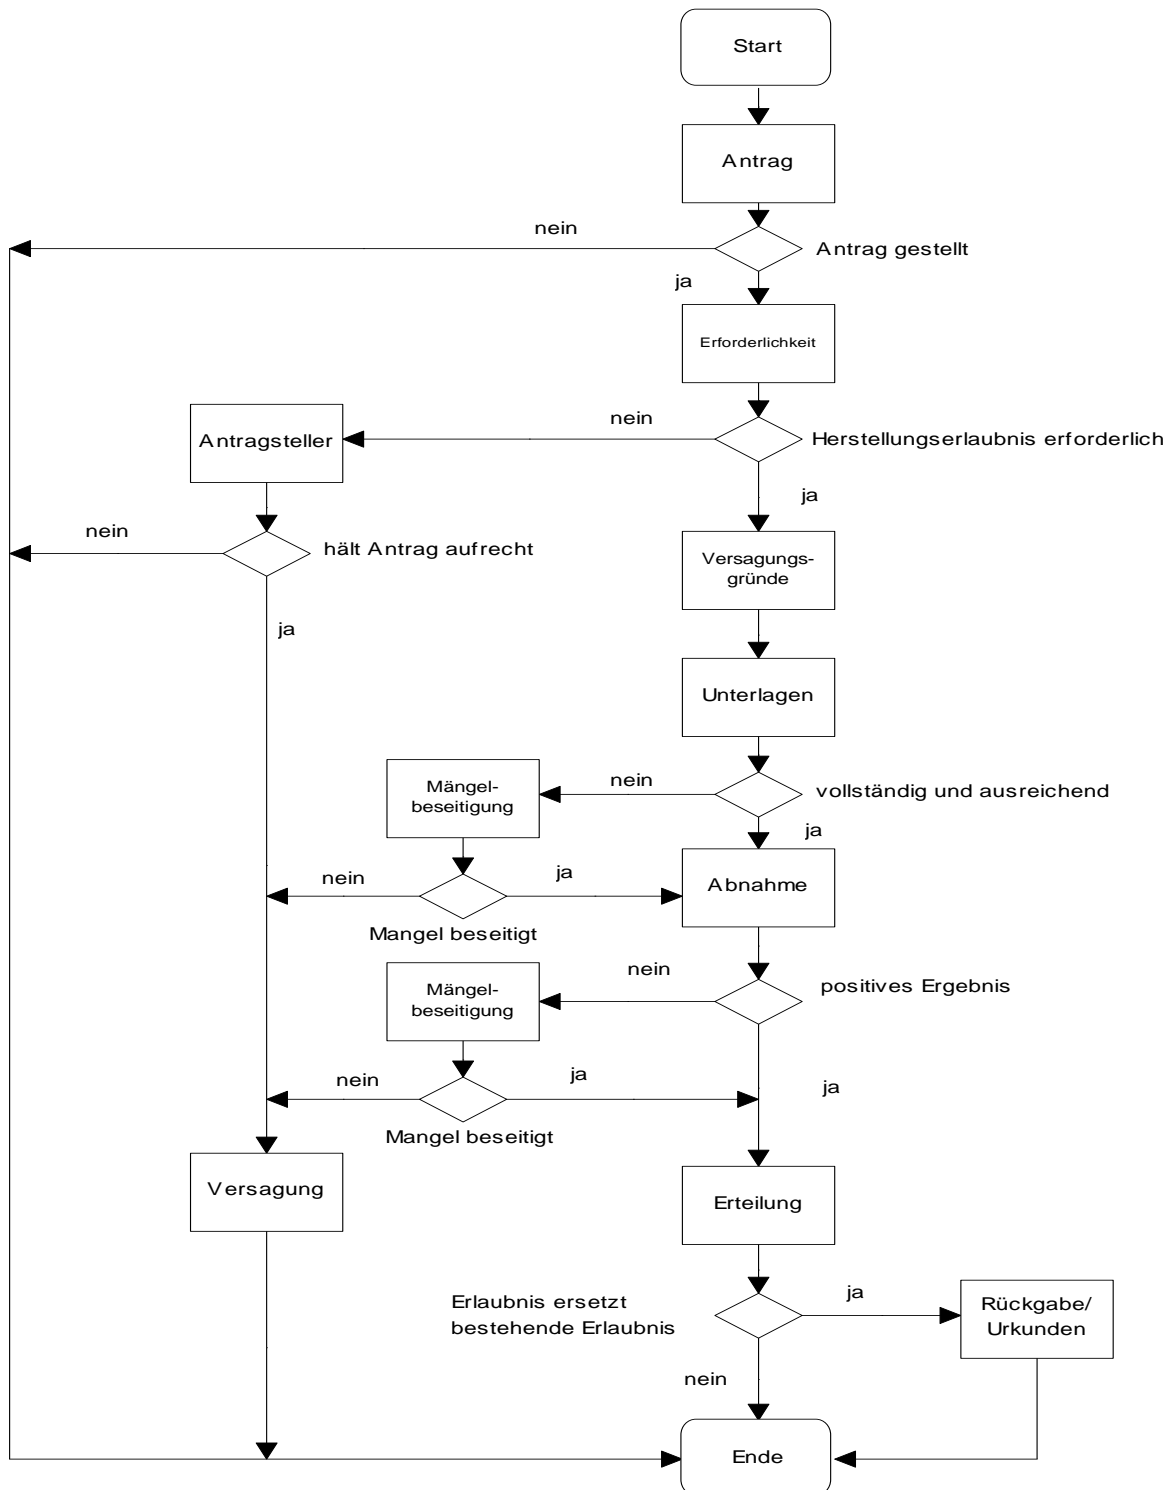 Start
Antrag
nein
Antrag gestellt
ja
Erforderlichkeit
nein
Antragsteller
Herstellungserlaubnis erforderlich
ja
nein
hält Antrag aufrecht
Versagungs-
gründe
ja
Unterlagen
Mängel-
beseitigung
nein
vollständig und ausreichend
ja
nein
ja
Abnahme
Mangel beseitigt
nein
Mängel-
beseitigung
positives Ergebnis
nein
ja
ja
Mangel beseitigt
Versagung
Erteilung
Erlaubnis ersetzt
bestehende Erlaubnis
ja
Rückgabe/
Urkunden
nein
Ende